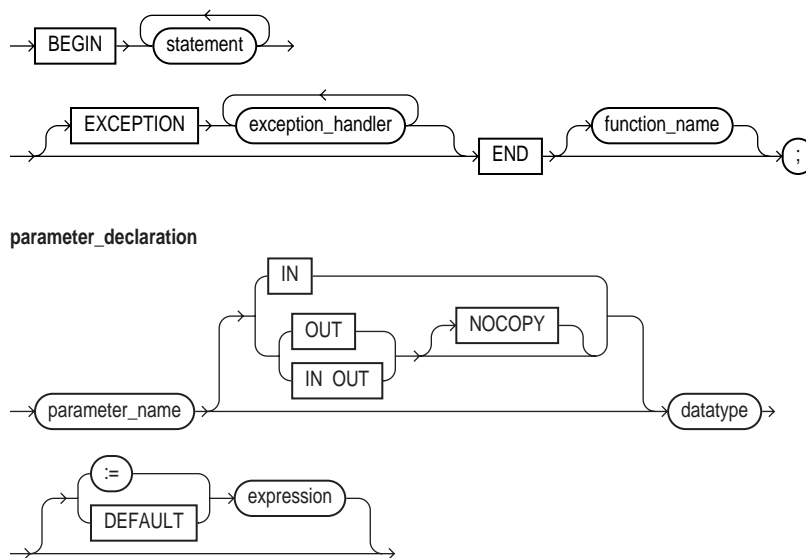 BEGIN statement
EXCEPTION exception_handler END function_name ;
parameter_declaration
IN
OUT NOCOPY
IN OUT
parameter_name datatype
:=
DEFAULT expression